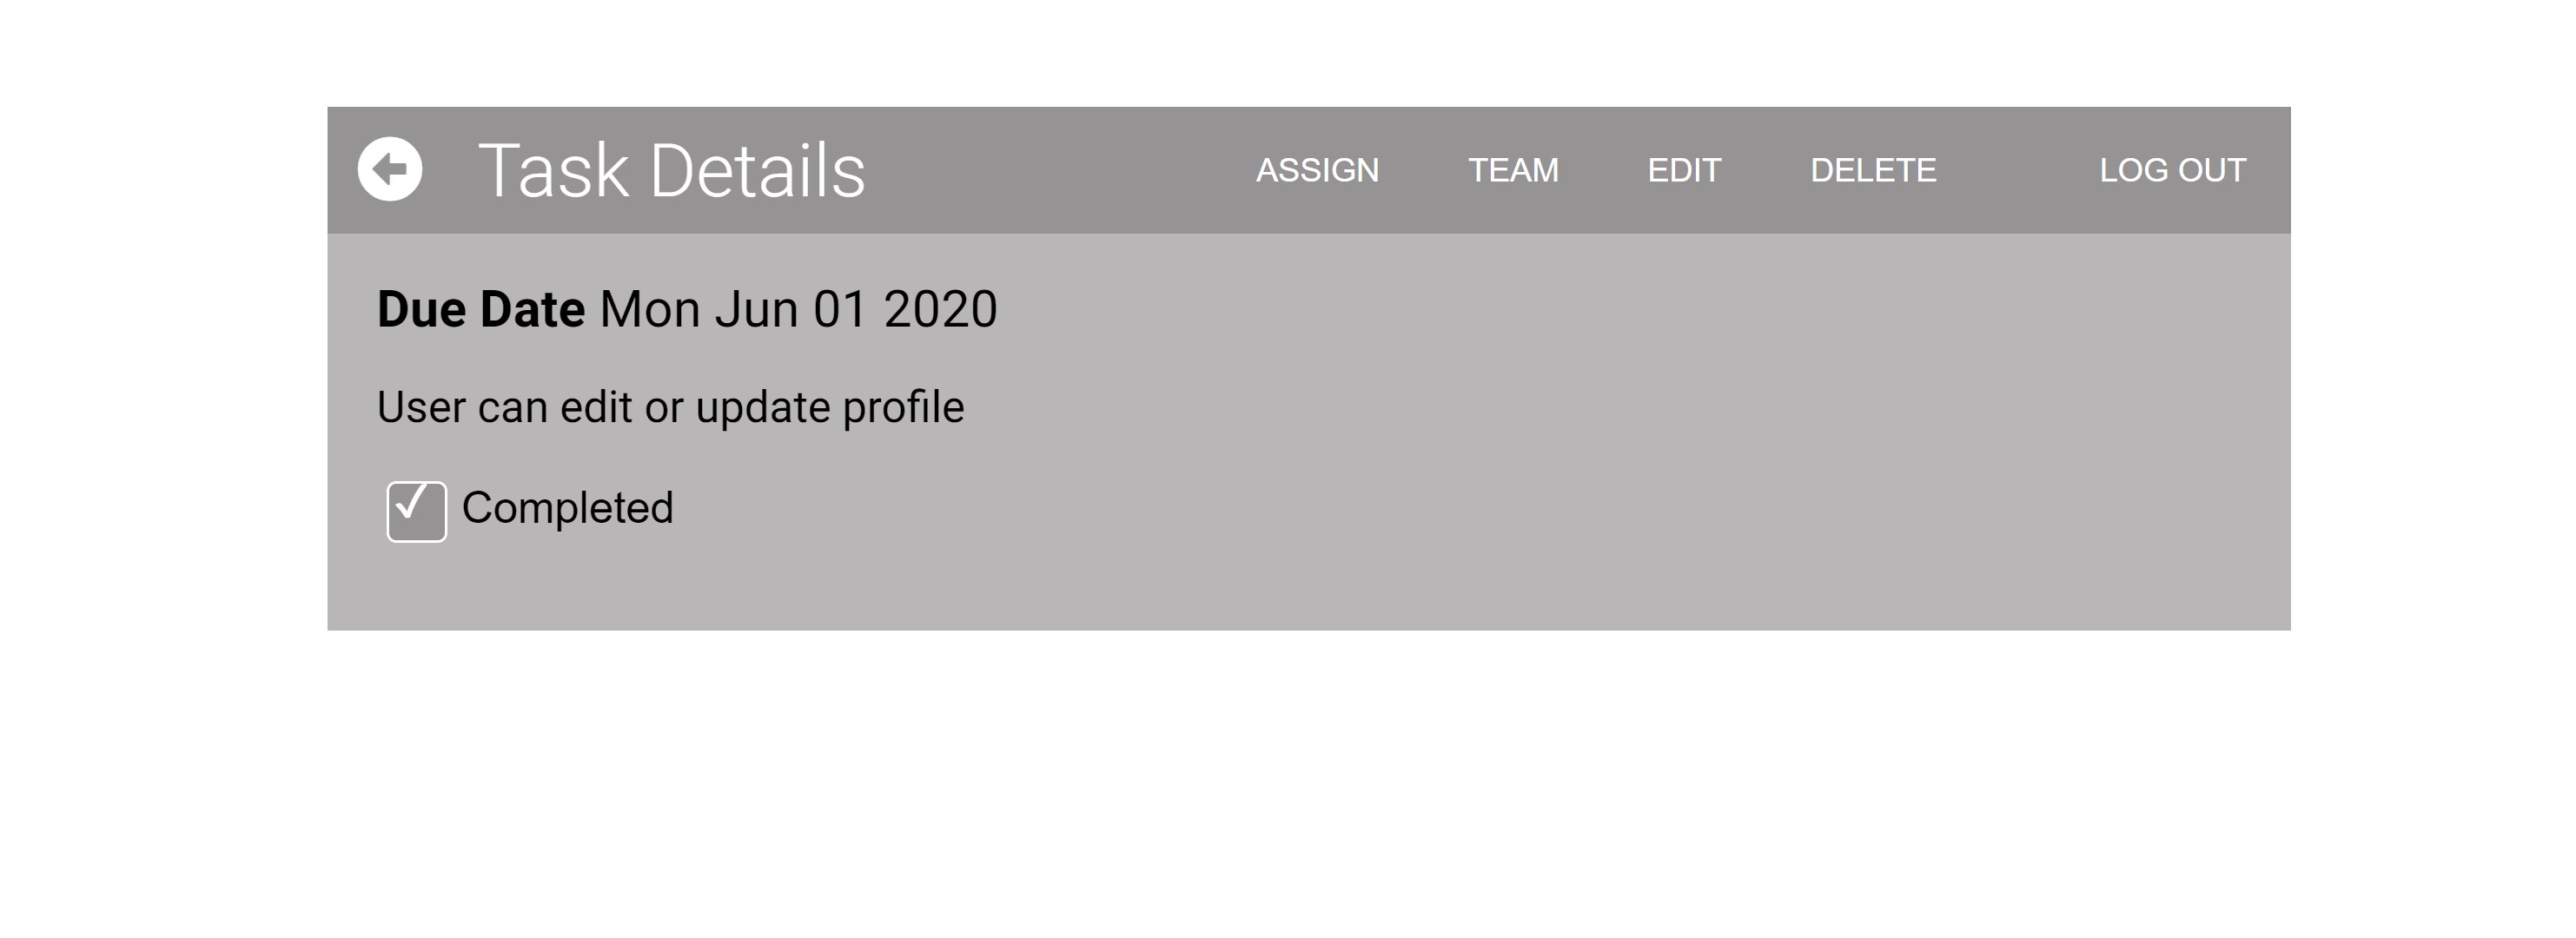 Task Details ASSIGN TEAM EDIT DELETE LOG OUT
Due Date Mon Jun 01 2020
User can edit or update profile
Completed